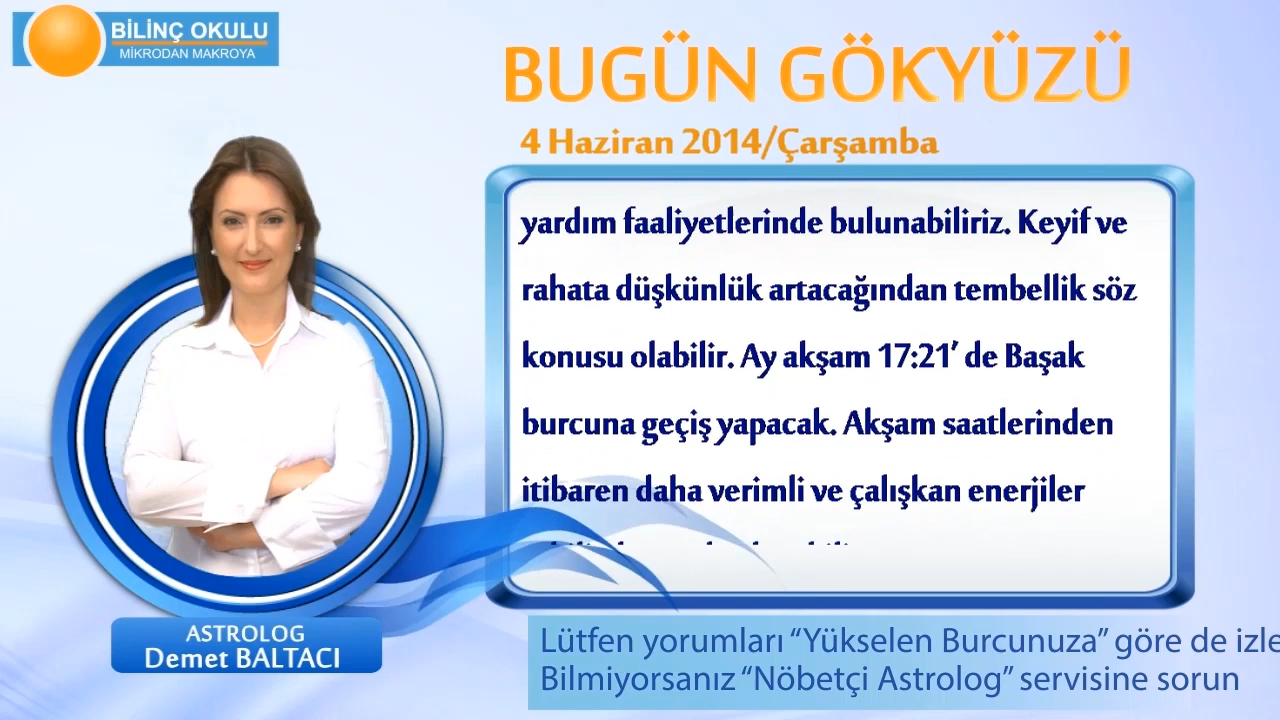 BİLİNÇ OKULU
MİKRODAN MAKROYA
BUGÜN GÖKYÜZÜ
4 Haziran 2014/Çarşamba
yardım faaliyetlerinde bulunabiliriz. Keyif ve
rahata düşkünlük artacağından tembellik söz
konusu olabilir. Ay akşam 17:21’ de Başak
burcuna geçiş yapacak. Akşam saatlerinden
itibaren daha verimli ve çalışkan enerjiler
ASTROLOG
Demet BALTACI
Lütfen yorumları “Yükselen Burcunuza” göre de izle
Bilmiyorsanız “Nöbetçi Astrolog” servisine sorun